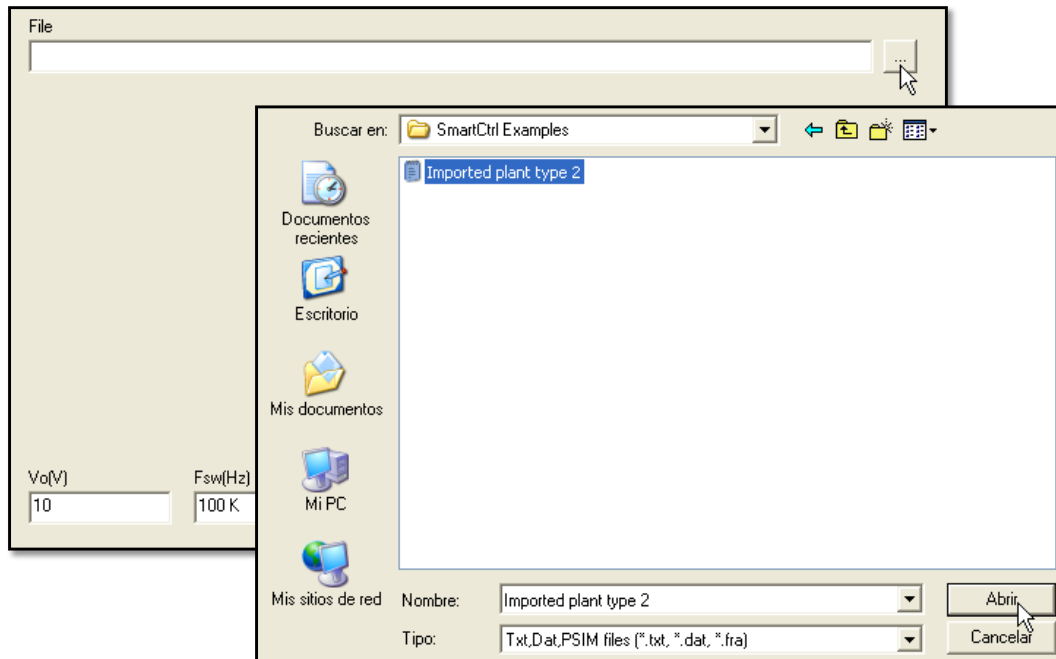 File
...
Buscar en: SmartCtrl Examples
Imported plant type 2
Documentos
recientes
Escritorio
Mis documentos
Mi PC
Mis sitios de red
Vo(V) Fsw(Hz)
10 100 K
Nombre: Imported plant type 2 Abrir
Tipo: Txt,Dat,PSIM files (*.txt, *.dat, *.fra) Cancelar